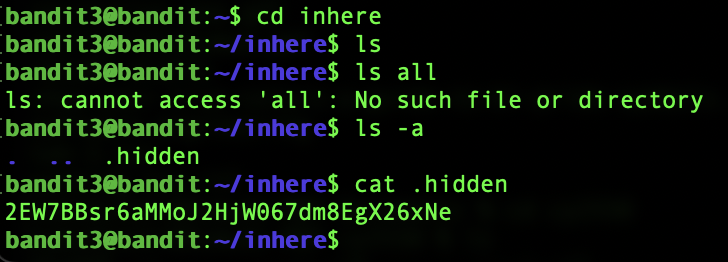 bandit3@bandit:~$ cd inhere
bandit3@bandit:~/inhere$ ls
bandit3@bandit:~/inhere$ ls all
ls: cannot access 'all': No such file or directory
bandit3@bandit:~/inhere$ ls -a
.  ..  .hidden
bandit3@bandit:~/inhere$ cat .hidden
2EW7BBsr6aMMoJ2HjW067dm8EgX26xNe
bandit3@bandit:~/inhere$